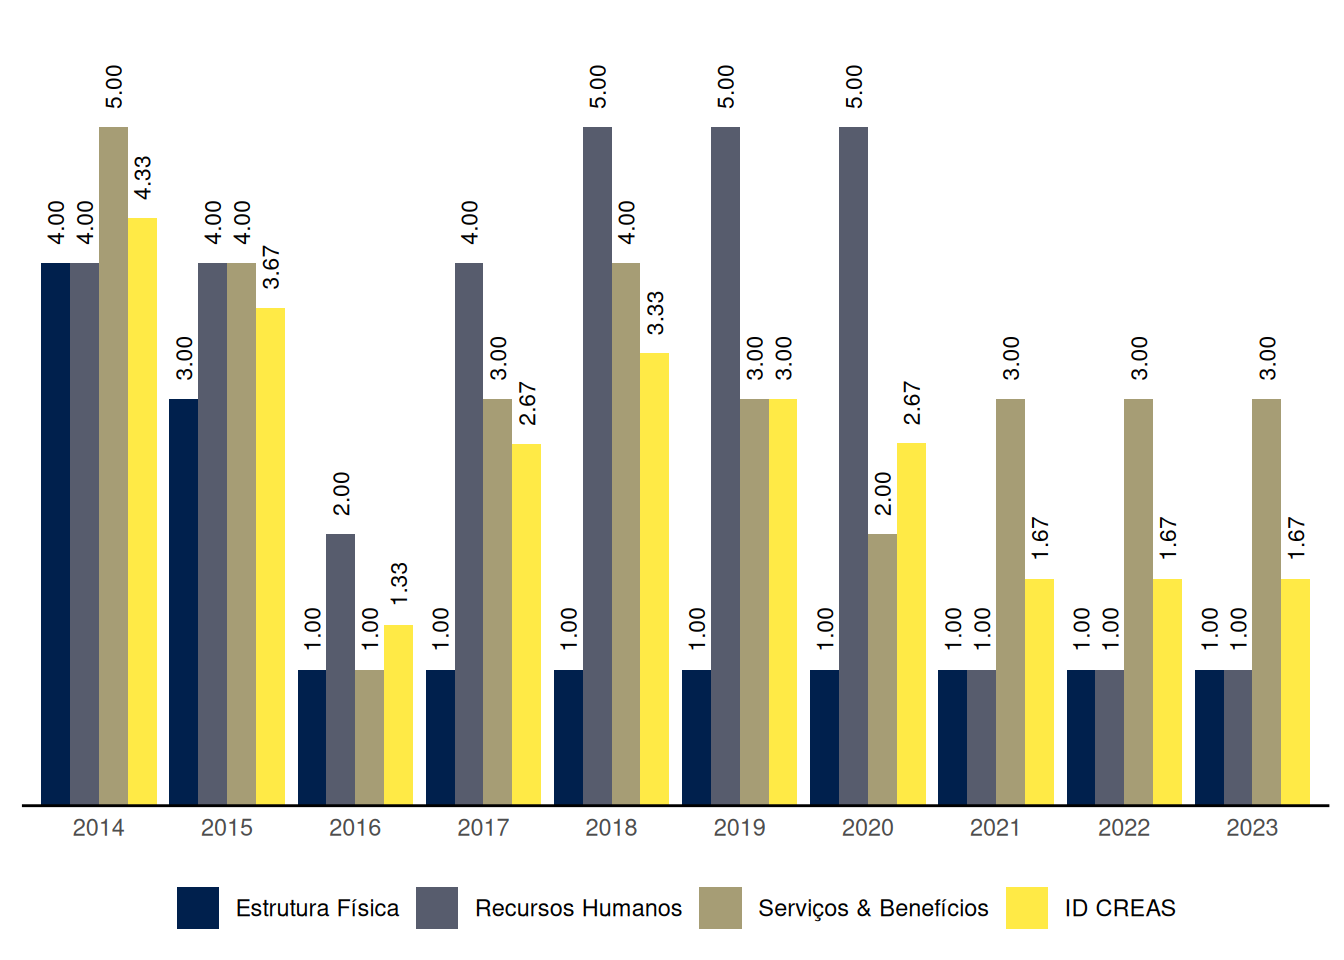 4.00 4.00 5.00 4.33
3.00 4.00 4.00 3.67
1.00 2.00 1.00 1.33
1.00 4.00 3.00 2.67
1.00 5.00 4.00 3.33
1.00 5.00 3.00 3.00
1.00 5.00 2.00 2.67
1.00 1.00 3.00 1.67
1.00 1.00 3.00 1.67
1.00 1.00 3.00 1.67
2014 2015 2016 2017 2018 2019 2020 2021 2022 2023
Estrutura Física Recursos Humanos Serviços & Benefícios ID CREAS